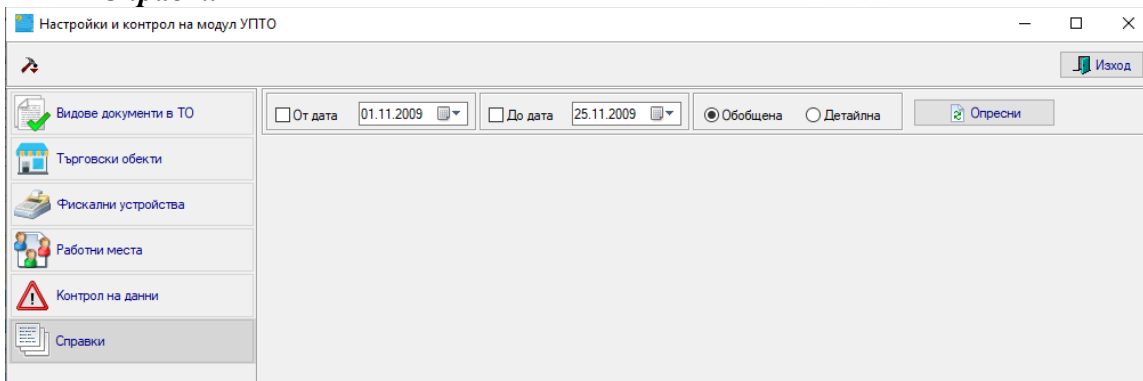 Настройки и контрол на модул УПТО
Изход
Видове документи в ТО
От дата 01.11.2009 До дата 25.11.2009 Обобщена Детайлна Опресни
Търговски обекти
Фискални устройства
Работни места
Контрол на данни
Справки